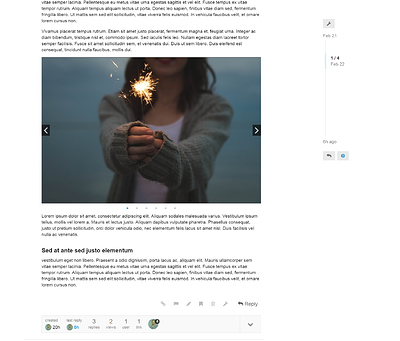 vitae semper lacinia. Pellentesque eu metus vitae urna egestas sagittis et vel elit. Fusce tempus ex vitae
tempor rutrum. Aliquam tempus aliquam lectus ut porta. Donec leo sapien, finibus vitae diam sed, fermentum
fringilla libero. Ut mattis sem sed elit sollicitudin, vitae viverra felis euismod. In vehicula faucibus velit, et ornare
lorem cursus non.
Vivamus placerat tempus rutrum. Etiam sit amet justo placerat, fermentum magna et, feugiat urna. Integer ac
diam bibendum, tristique nisl et, commodo ipsum. Sed iaculis felis leo. Nullam egestas diam laoreet tortor
semper facilisis. Fusce sit amet sollicitudin sem, et venenatis dui. Duis ut sem libero. Duis eleifend est
consequat, tincidunt nulla faucibus, mollis dui.
Feb 21
1 / 4
Feb 22
6h ago
Lorem ipsum dolor sit amet, consectetur adipiscing elit. Aliquam sodales malesuada varius. Vestibulum ipsum
tellus, mollis vel lorem a, Mauris et lectus justo. Aliquam dapibus vulputate pharetra. Phasellus consequat,
justo ut pretium sollicitudin, orci dolor vehicula odio, nec elementum felis lacus sit amet nisl. Duis facilisis vel
nulla ac venenatis.
Sed at ante sed justo elementum
vestibulum eget non libero. Praesent a odio dignissim, porta lacus ac, aliquam elit. Mauris ullamcorper sem
vitae semper lacinia. Pellentesque eu metus vitae urna egestas sagittis et vel elit. Fusce tempus ex vitae
tempor rutrum. Aliquam tempus aliquam lectus ut porta. Donec leo sapien, finibus vitae diam sed, fermentum
fringilla libero. Ut mattis sem sed elit sollicitudin, vitae viverra felis euismod. In vehicula faucibus velit, et ornare
lorem cursus non.
Reply
created last reply 3 2 1 1
20h 6h replies views user link